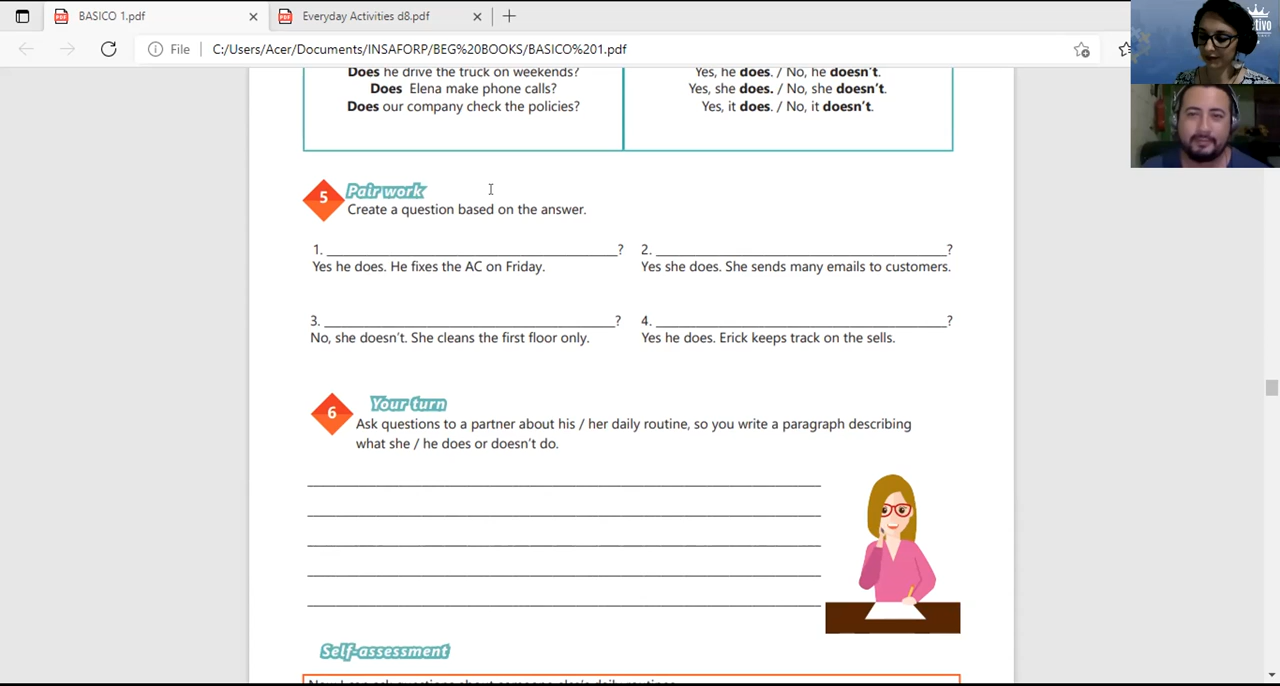 BASICO 1.pdf
Everyday Activities d8.pdf
File
C:/Users/Acer/Documents/INSAFORP/BEG%20BOOKS/BASICO%201.pdf
Does he drive the truck on weekends?
Does Elena make phone calls?
Does our company check the policies?
Yes, he does. / No, he doesn't.
Yes, she does. / No, she doesn't.
Yes, it does. / No, it doesn't.
5
Pair work
Create a question based on the answer.
1. ________________________________________?
Yes he does. He fixes the AC on Friday.
2. ________________________________________?
Yes she does. She sends many emails to customers.
3. ________________________________________?
No, she doesn't. She cleans the first floor only.
4. ________________________________________?
Yes he does. Erick keeps track on the sells.
6
Your turn
Ask questions to a partner about his / her daily routine, so you write a paragraph describing
what she / he does or doesn't do.
Self-assessment